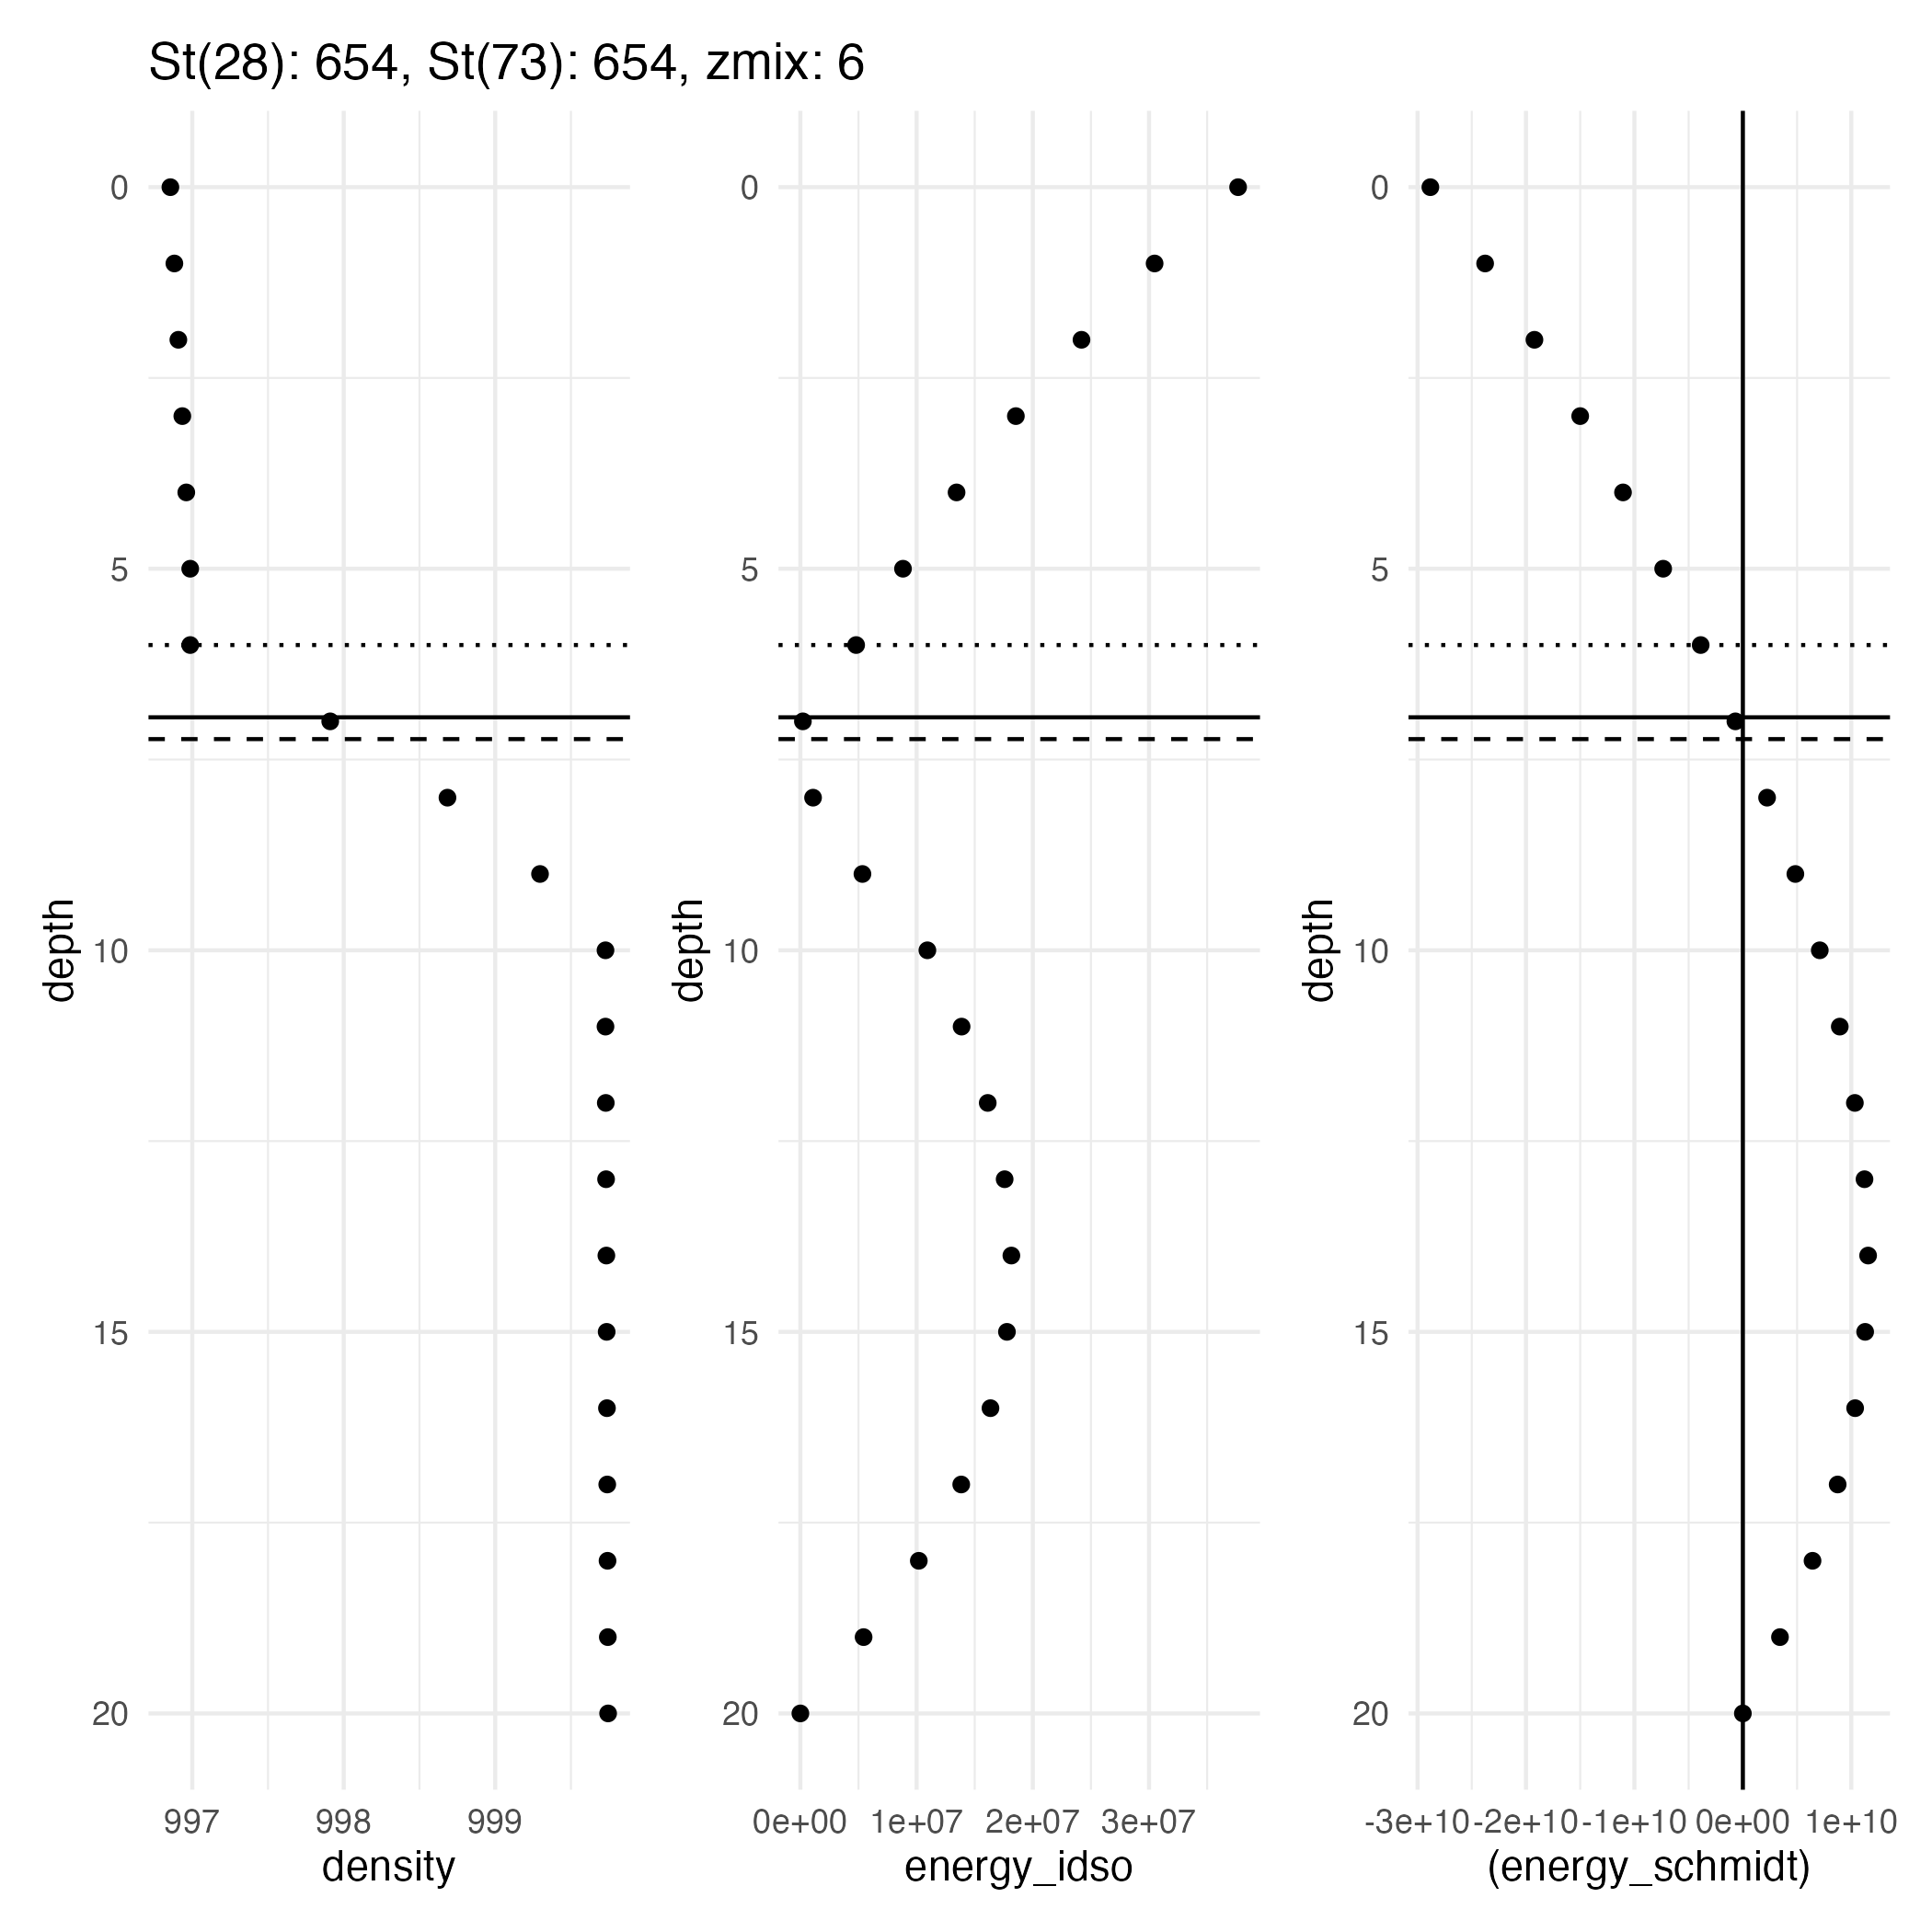 St(28): 654, St(73): 654, zmix: 6
depth
0
5
10
15
20
997 998 999
density
depth
0
5
10
15
20
0e+00 1e+07 2e+07 3e+07
energy_idso
depth
0
5
10
15
20
-3e+10 -2e+10 -1e+10 0e+00 1e+10
(energy_schmidt)